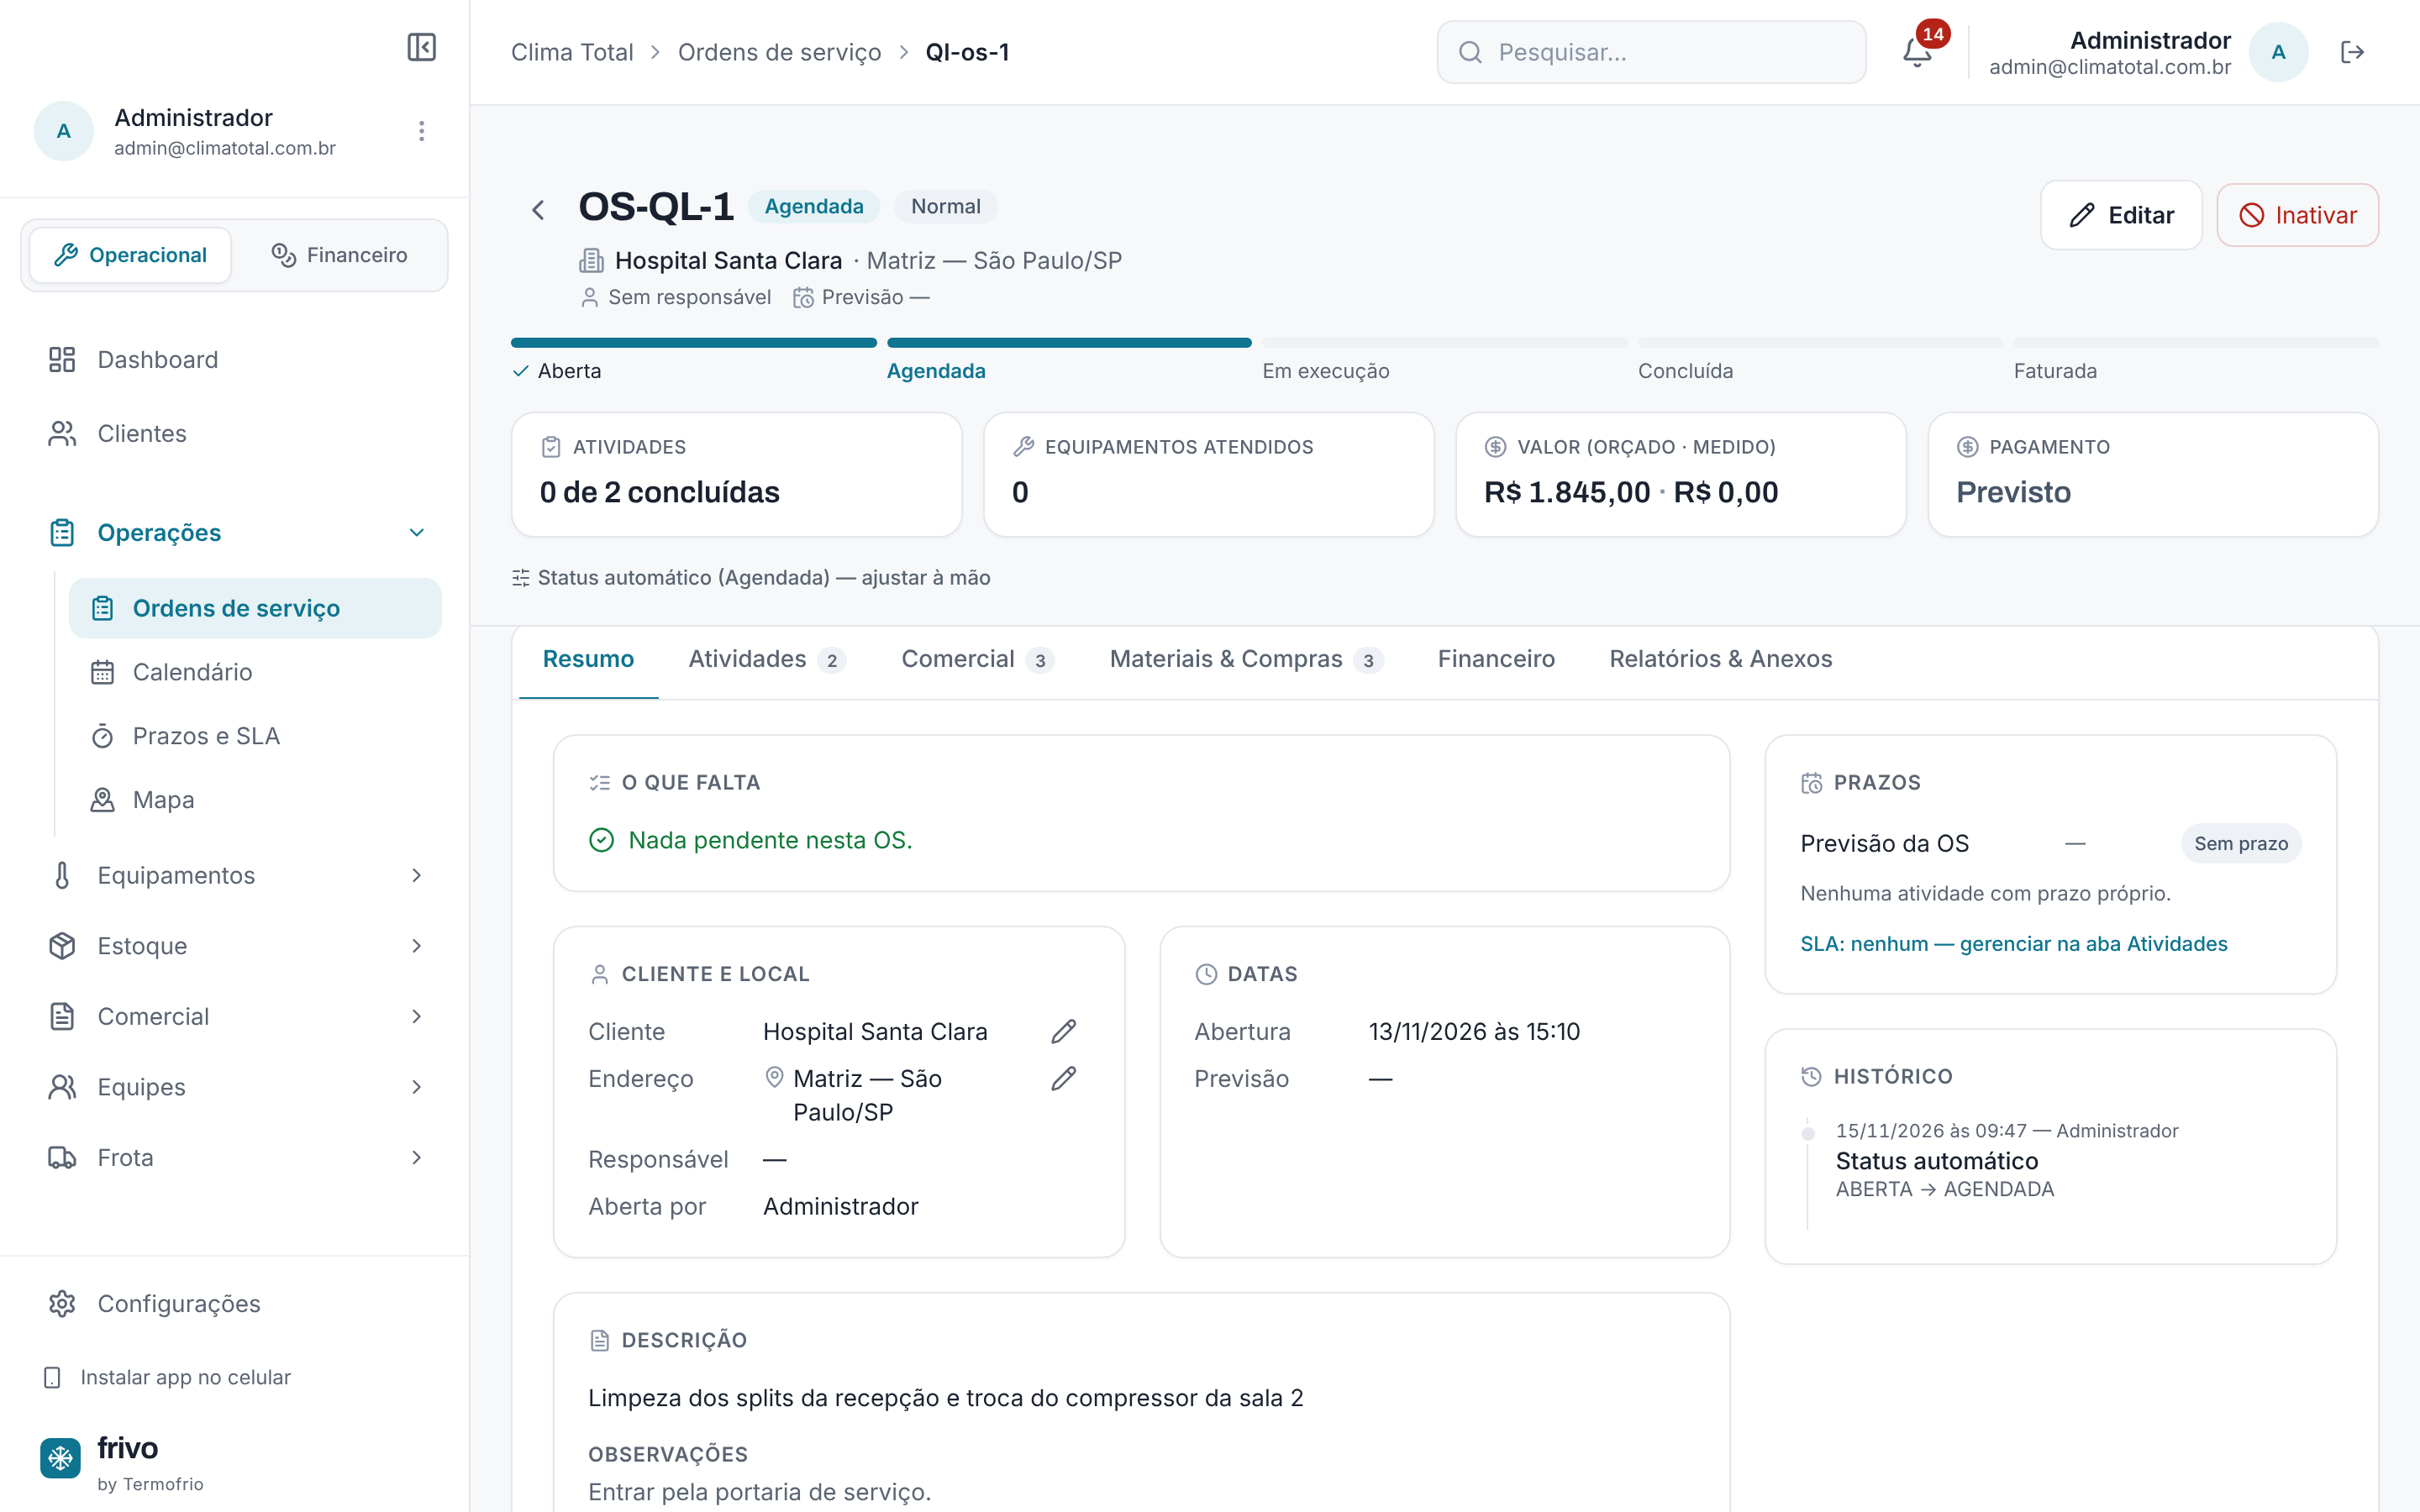 Administrador
admin@climatotal.com.br
A
Operacional
Financeiro
Dashboard
Clientes
Operações
Ordens de serviço
Calendário
Prazos e SLA
Mapa
Equipamentos
Estoque
Comercial
Equipes
Frota
Configurações
Instalar app no celular
frivo
by Termofrio
Clima Total > Ordens de serviço > Ql-os-1
Pesquisar...
14
Administrador
admin@climatotal.com.br
A
OS-QL-1 Agendada Normal
Hospital Santa Clara · Matriz — São Paulo/SP
Sem responsável Previsão —
Editar
Inativar
Aberta
Agendada
Em execução
Concluída
Faturada
ATIVIDADES
0 de 2 concluídas
EQUIPAMENTOS ATENDIDOS
0
VALOR (ORÇADO · MEDIDO)
R$ 1.845,00 · R$ 0,00
PAGAMENTO
Previsto
Status automático (Agendada) — ajustar à mão
Resumo
Atividades 2
Comercial 3
Materiais & Compras 3
Financeiro
Relatórios & Anexos
O QUE FALTA
Nada pendente nesta OS.
CLIENTE E LOCAL
Cliente Hospital Santa Clara
Endereço Matriz — São
Paulo/SP
Responsável —
Aberta por Administrador
DATAS
Abertura 13/11/2026 às 15:10
Previsão —
PRAZOS
Previsão da OS — Sem prazo
Nenhuma atividade com prazo próprio.
SLA: nenhum — gerenciar na aba Atividades
HISTÓRICO
15/11/2026 às 09:47 — Administrador
Status automático
ABERTA → AGENDADA
DESCRIÇÃO
Limpeza dos splits da recepção e troca do compressor da sala 2
OBSERVAÇÕES
Entrar pela portaria de serviço.